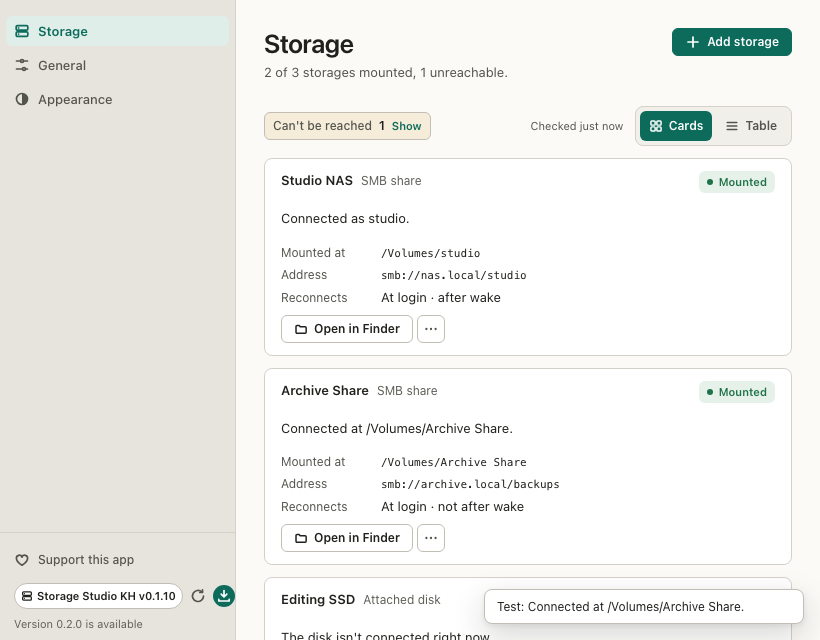 Storage
General
Appearance
Support this app
Storage Studio KH v0.1.10
Version 0.2.0 is available
Storage
2 of 3 storages mounted, 1 unreachable.
Add storage
Can't be reached 1 Show
Checked just now
Cards
Table
Studio NAS SMB share
Mounted
Connected as studio.
Mounted at /Volumes/studio
Address smb://nas.local/studio
Reconnects At login · after wake
Open in Finder
Archive Share SMB share
Mounted
Connected at /Volumes/Archive Share.
Mounted at /Volumes/Archive Share
Address smb://archive.local/backups
Reconnects At login · not after wake
Open in Finder
Editing SSD Attached disk
Test: Connected at /Volumes/Archive Share.
The disk isn't connected right now